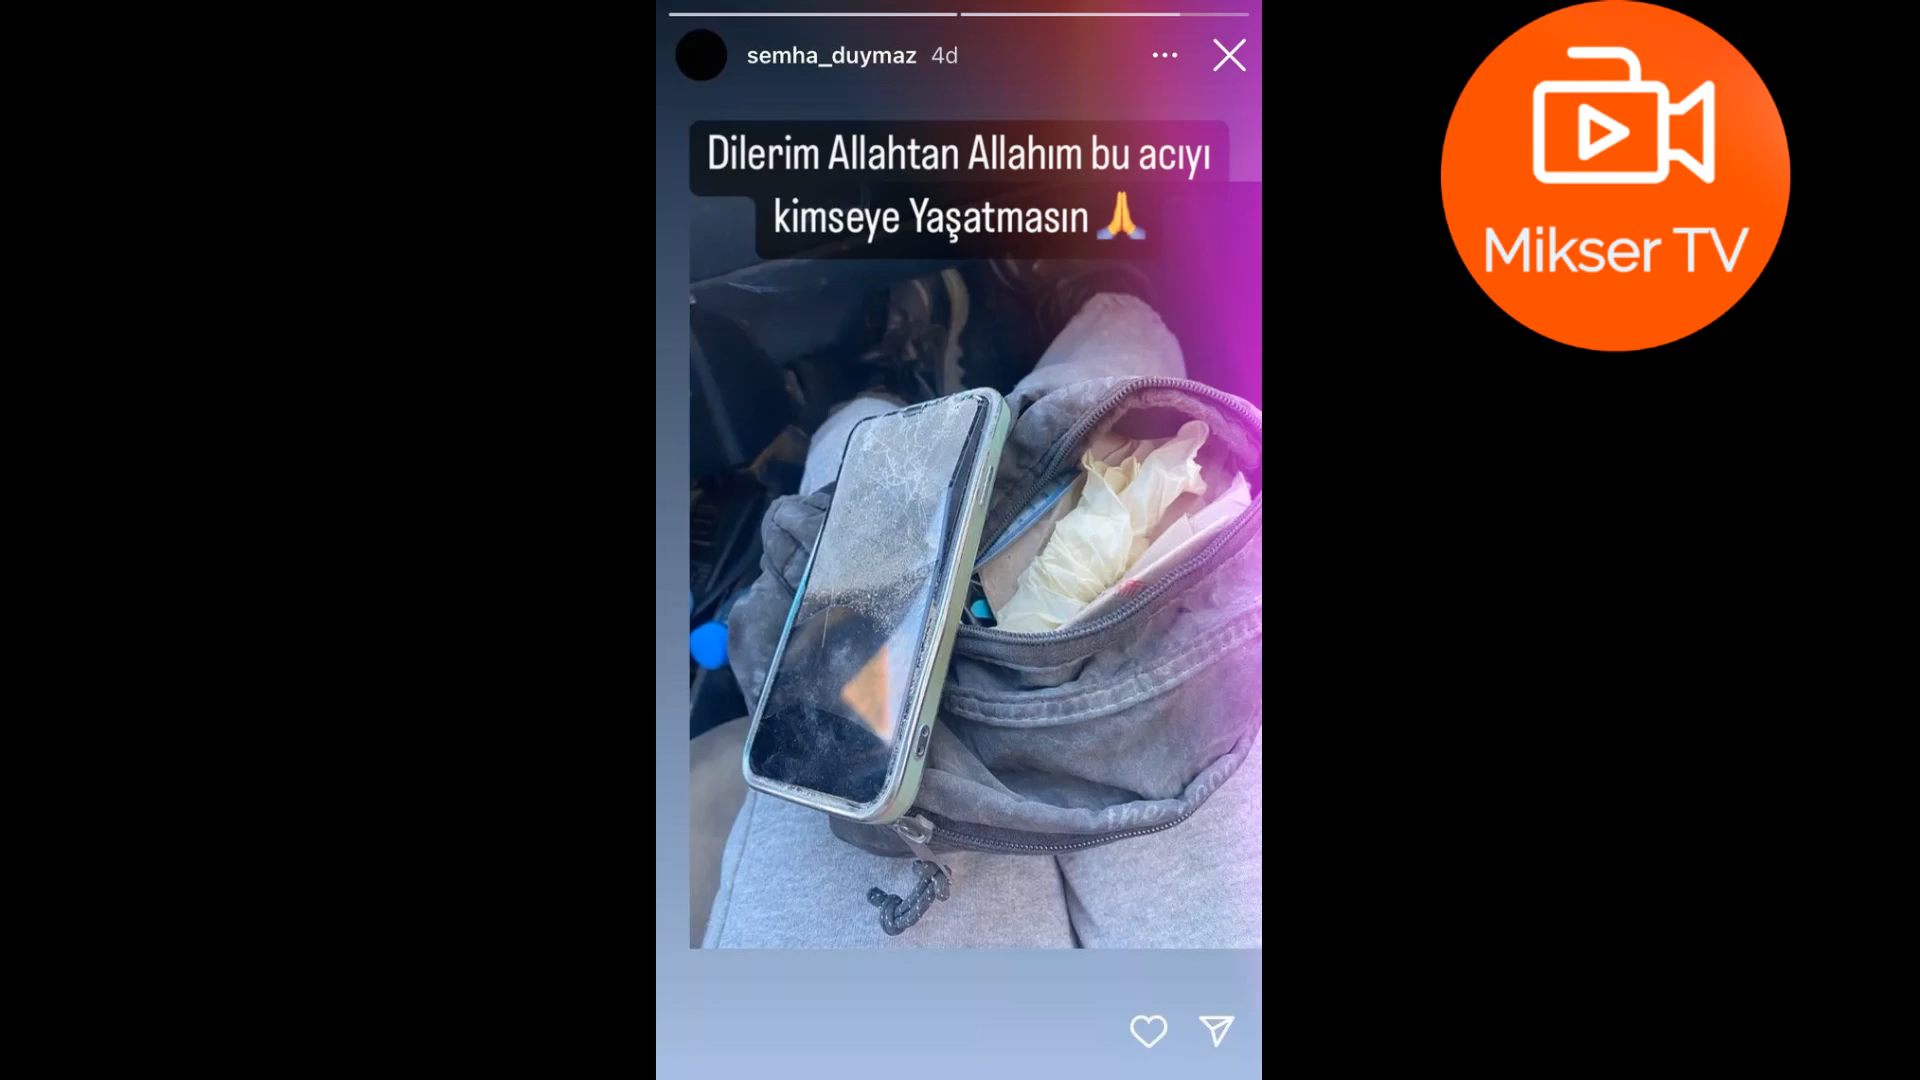 semha_duymaz 4d
Dilerim Allahtan Allahım bu acıyı
kimseye Yaşatmasın 🙏
Mikser TV